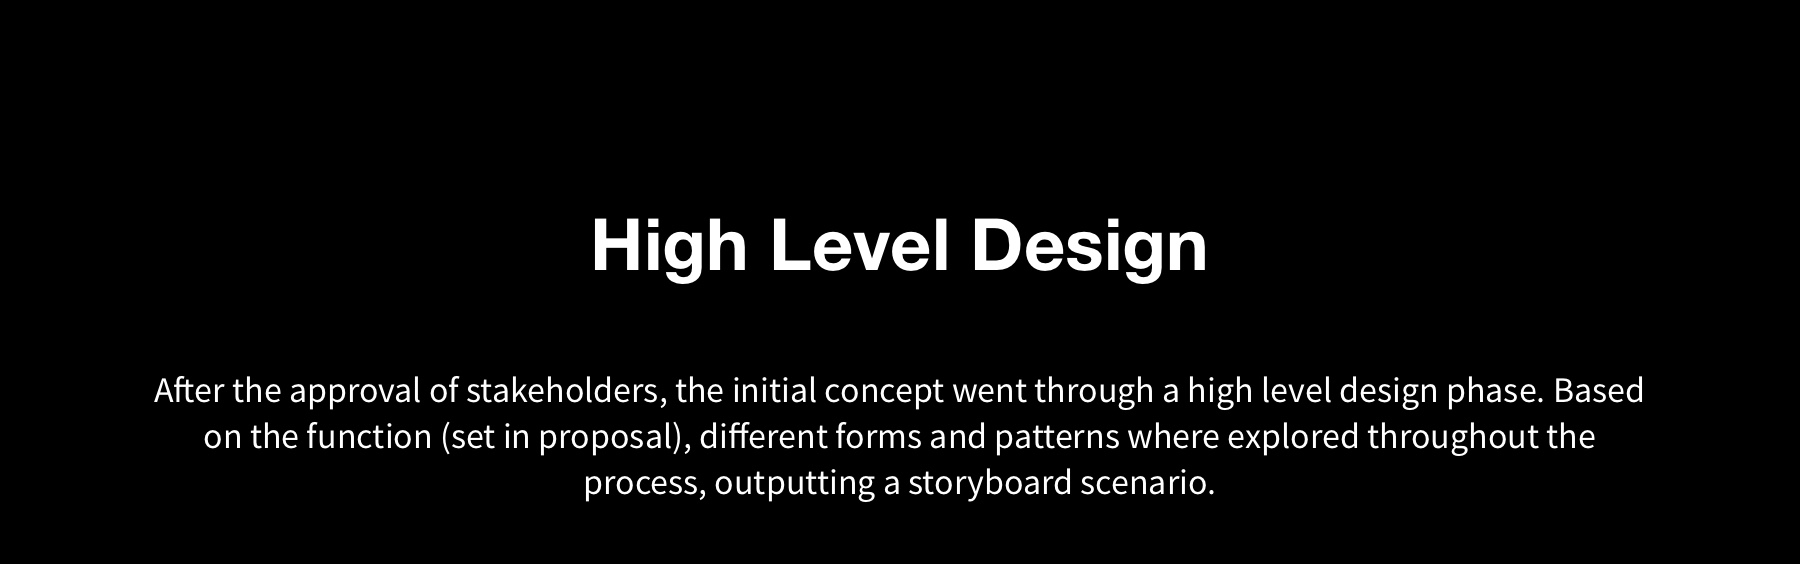 High Level Design
After the approval of stakeholders, the initial concept went through a high level design phase. Based
on the function (set in proposal), different forms and patterns where explored throughout the
process, outputting a storyboard scenario.